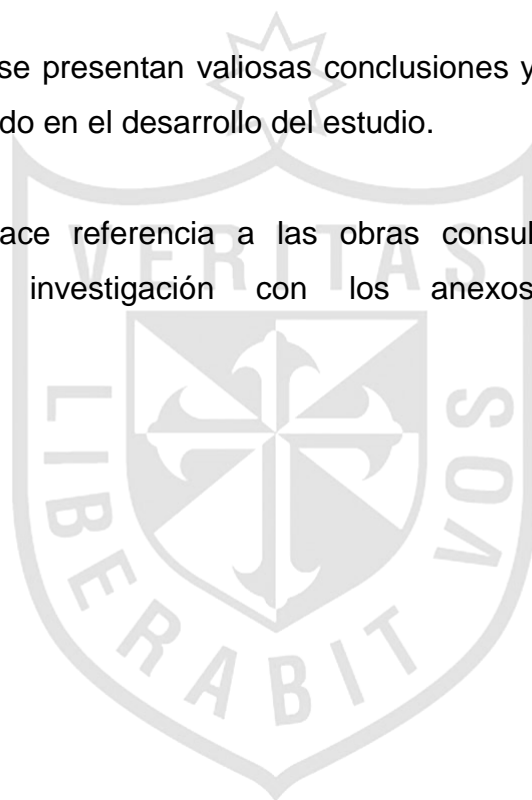 se presentan valiosas conclusiones y
do en el desarrollo del estudio.
ace referencia a las obras consul
investigación con los anexos
VERITAS
LIBERABIT
VOS